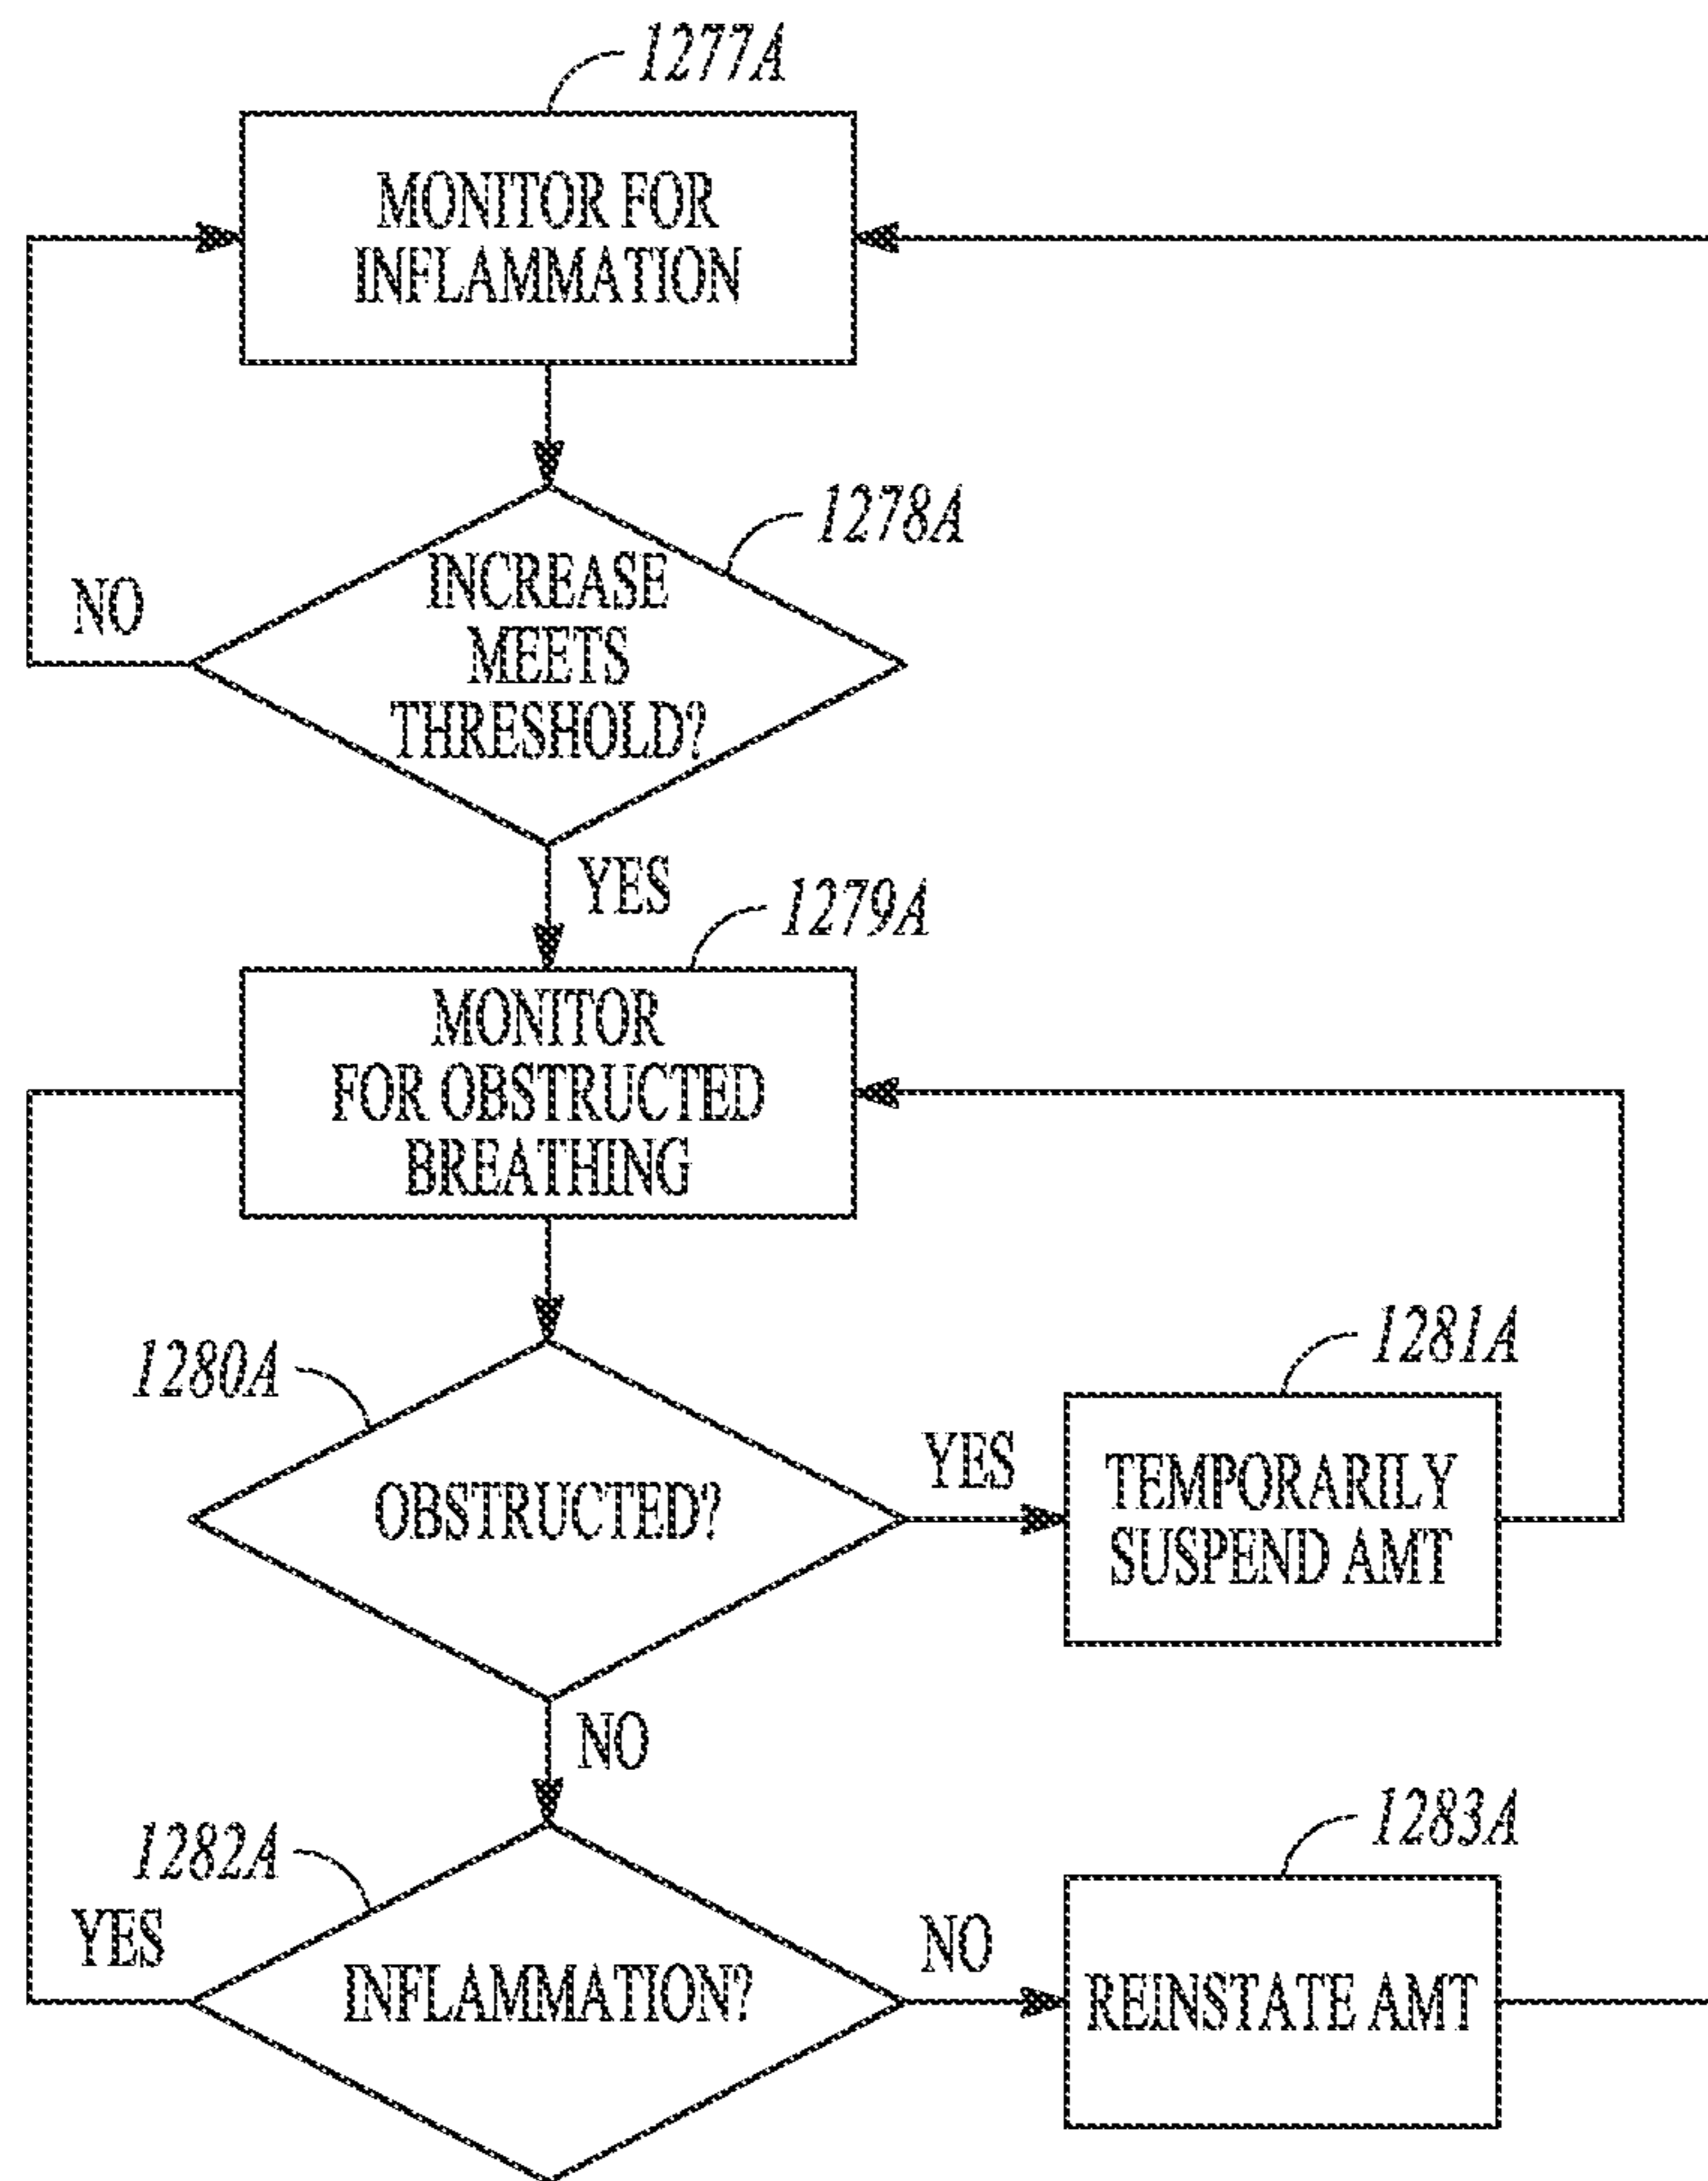 1277A
MONITOR FOR
INFLAMMATION
1278A
INCREASE
MEETS
THRESHOLD?
NO
YES
1279A
MONITOR
FOR OBSTRUCTED
BREATHING
1280A
OBSTRUCTED?
YES
1281A
TEMPORARILY
SUSPEND AMT
NO
1282A
INFLAMMATION?
YES
NO
1283A
REINSTATE AMT